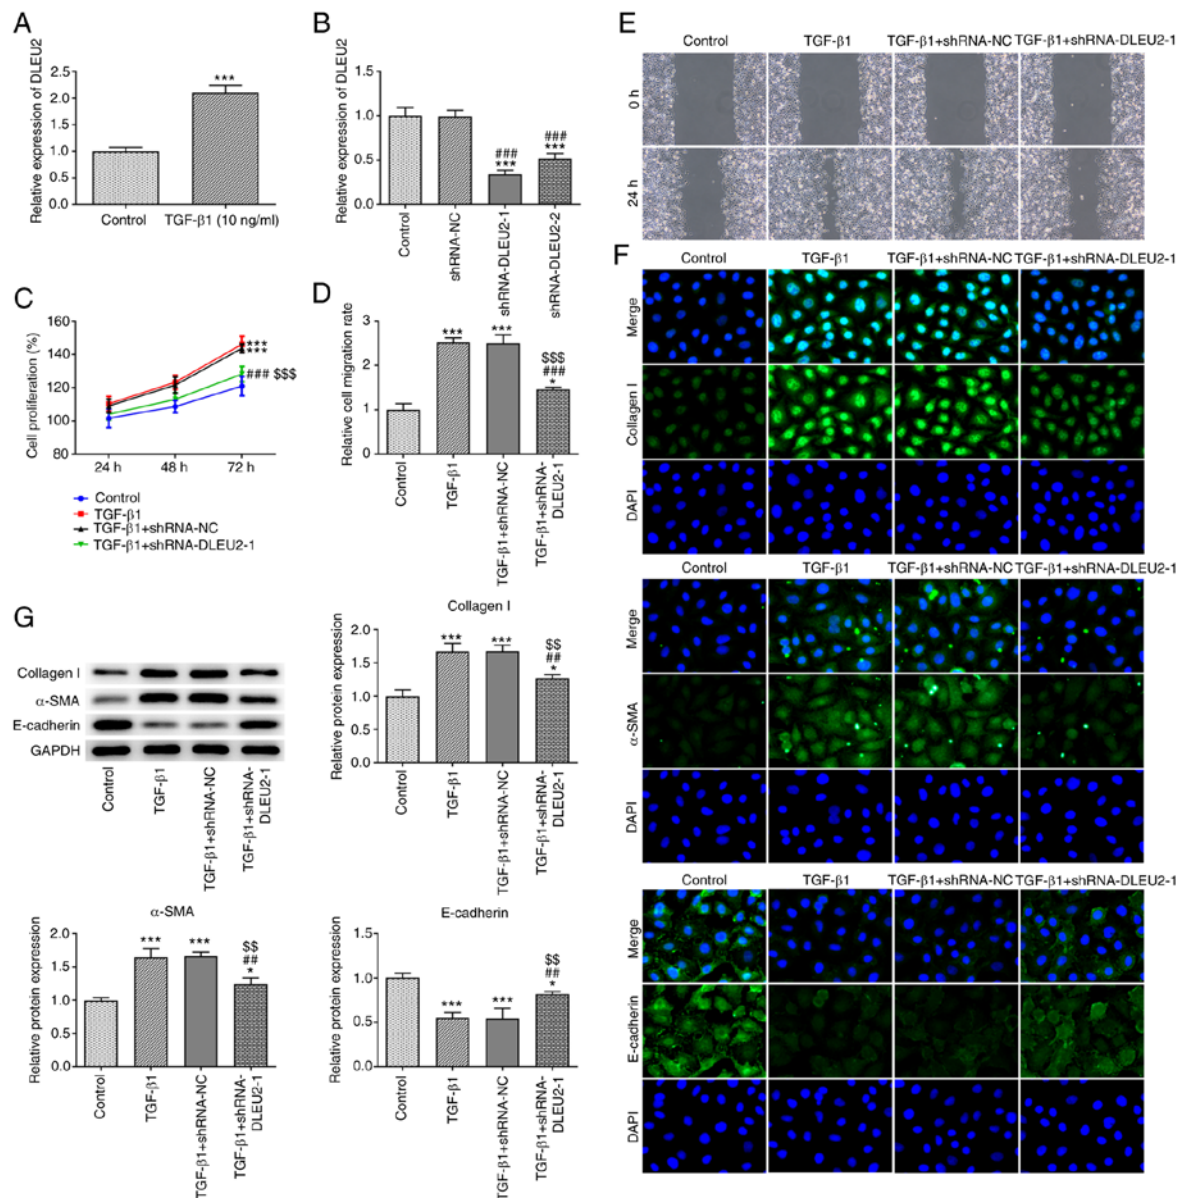 A
Relative expression of DLEU2
2.5
2.0
1.5
1.0
0.5
0.0
***
Control
TGF-β1 (10 ng/ml)
B
Relative expression of DLEU2
1.5
1.0
0.5
0.0
###
***
###
***
Control
shRNA-NC
shRNA-DLEU2-1
shRNA-DLEU2-2
C
Cell proliferation (%)
160
140
120
100
80
***
***
### $$$
24 h
48 h
72 h
Control
TGF-β1
TGF-β1+shRNA-NC
TGF-β1+shRNA-DLEU2-1
D
Relative cell migration rate
3
2
1
0
***
***
$$$
###
*
Control
TGF-β1
TGF-β1+shRNA-NC
TGF-β1+shRNA-
DLEU2-1
E
Control
TGF-β1
TGF-β1+shRNA-NC
TGF-β1+shRNA-DLEU2-1
0 h
24 h
F
Control
TGF-β1
TGF-β1+shRNA-NC
TGF-β1+shRNA-DLEU2-1
Merge
Collagen I
DAPI
Control
TGF-β1
TGF-β1+shRNA-NC
TGF-β1+shRNA-DLEU2-1
Merge
α-SMA
DAPI
Control
TGF-β1
TGF-β1+shRNA-NC
TGF-β1+shRNA-DLEU2-1
Merge
E-cadherin
DAPI
G
Collagen I
α-SMA
E-cadherin
GAPDH
Control
TGF-β1
TGF-β1+shRNA-NC
TGF-β1+shRNA-
DLEU2-1
Collagen I
Relative protein expression
2.0
1.5
1.0
0.5
0.0
***
***
$$
##
*
Control
TGF-β1
TGF-β1+shRNA-NC
TGF-β1+shRNA-
DLEU2-1
α-SMA
Relative protein expression
2.0
1.5
1.0
0.5
0.0
***
***
$$
##
*
Control
TGF-β1
TGF-β1+shRNA-NC
TGF-β1+shRNA-
DLEU2-1
E-cadherin
Relative protein expression
1.5
1.0
0.5
0.0
***
***
$$
##
*
Control
TGF-β1
TGF-β1+shRNA-NC
TGF-β1+shRNA-
DLEU2-1